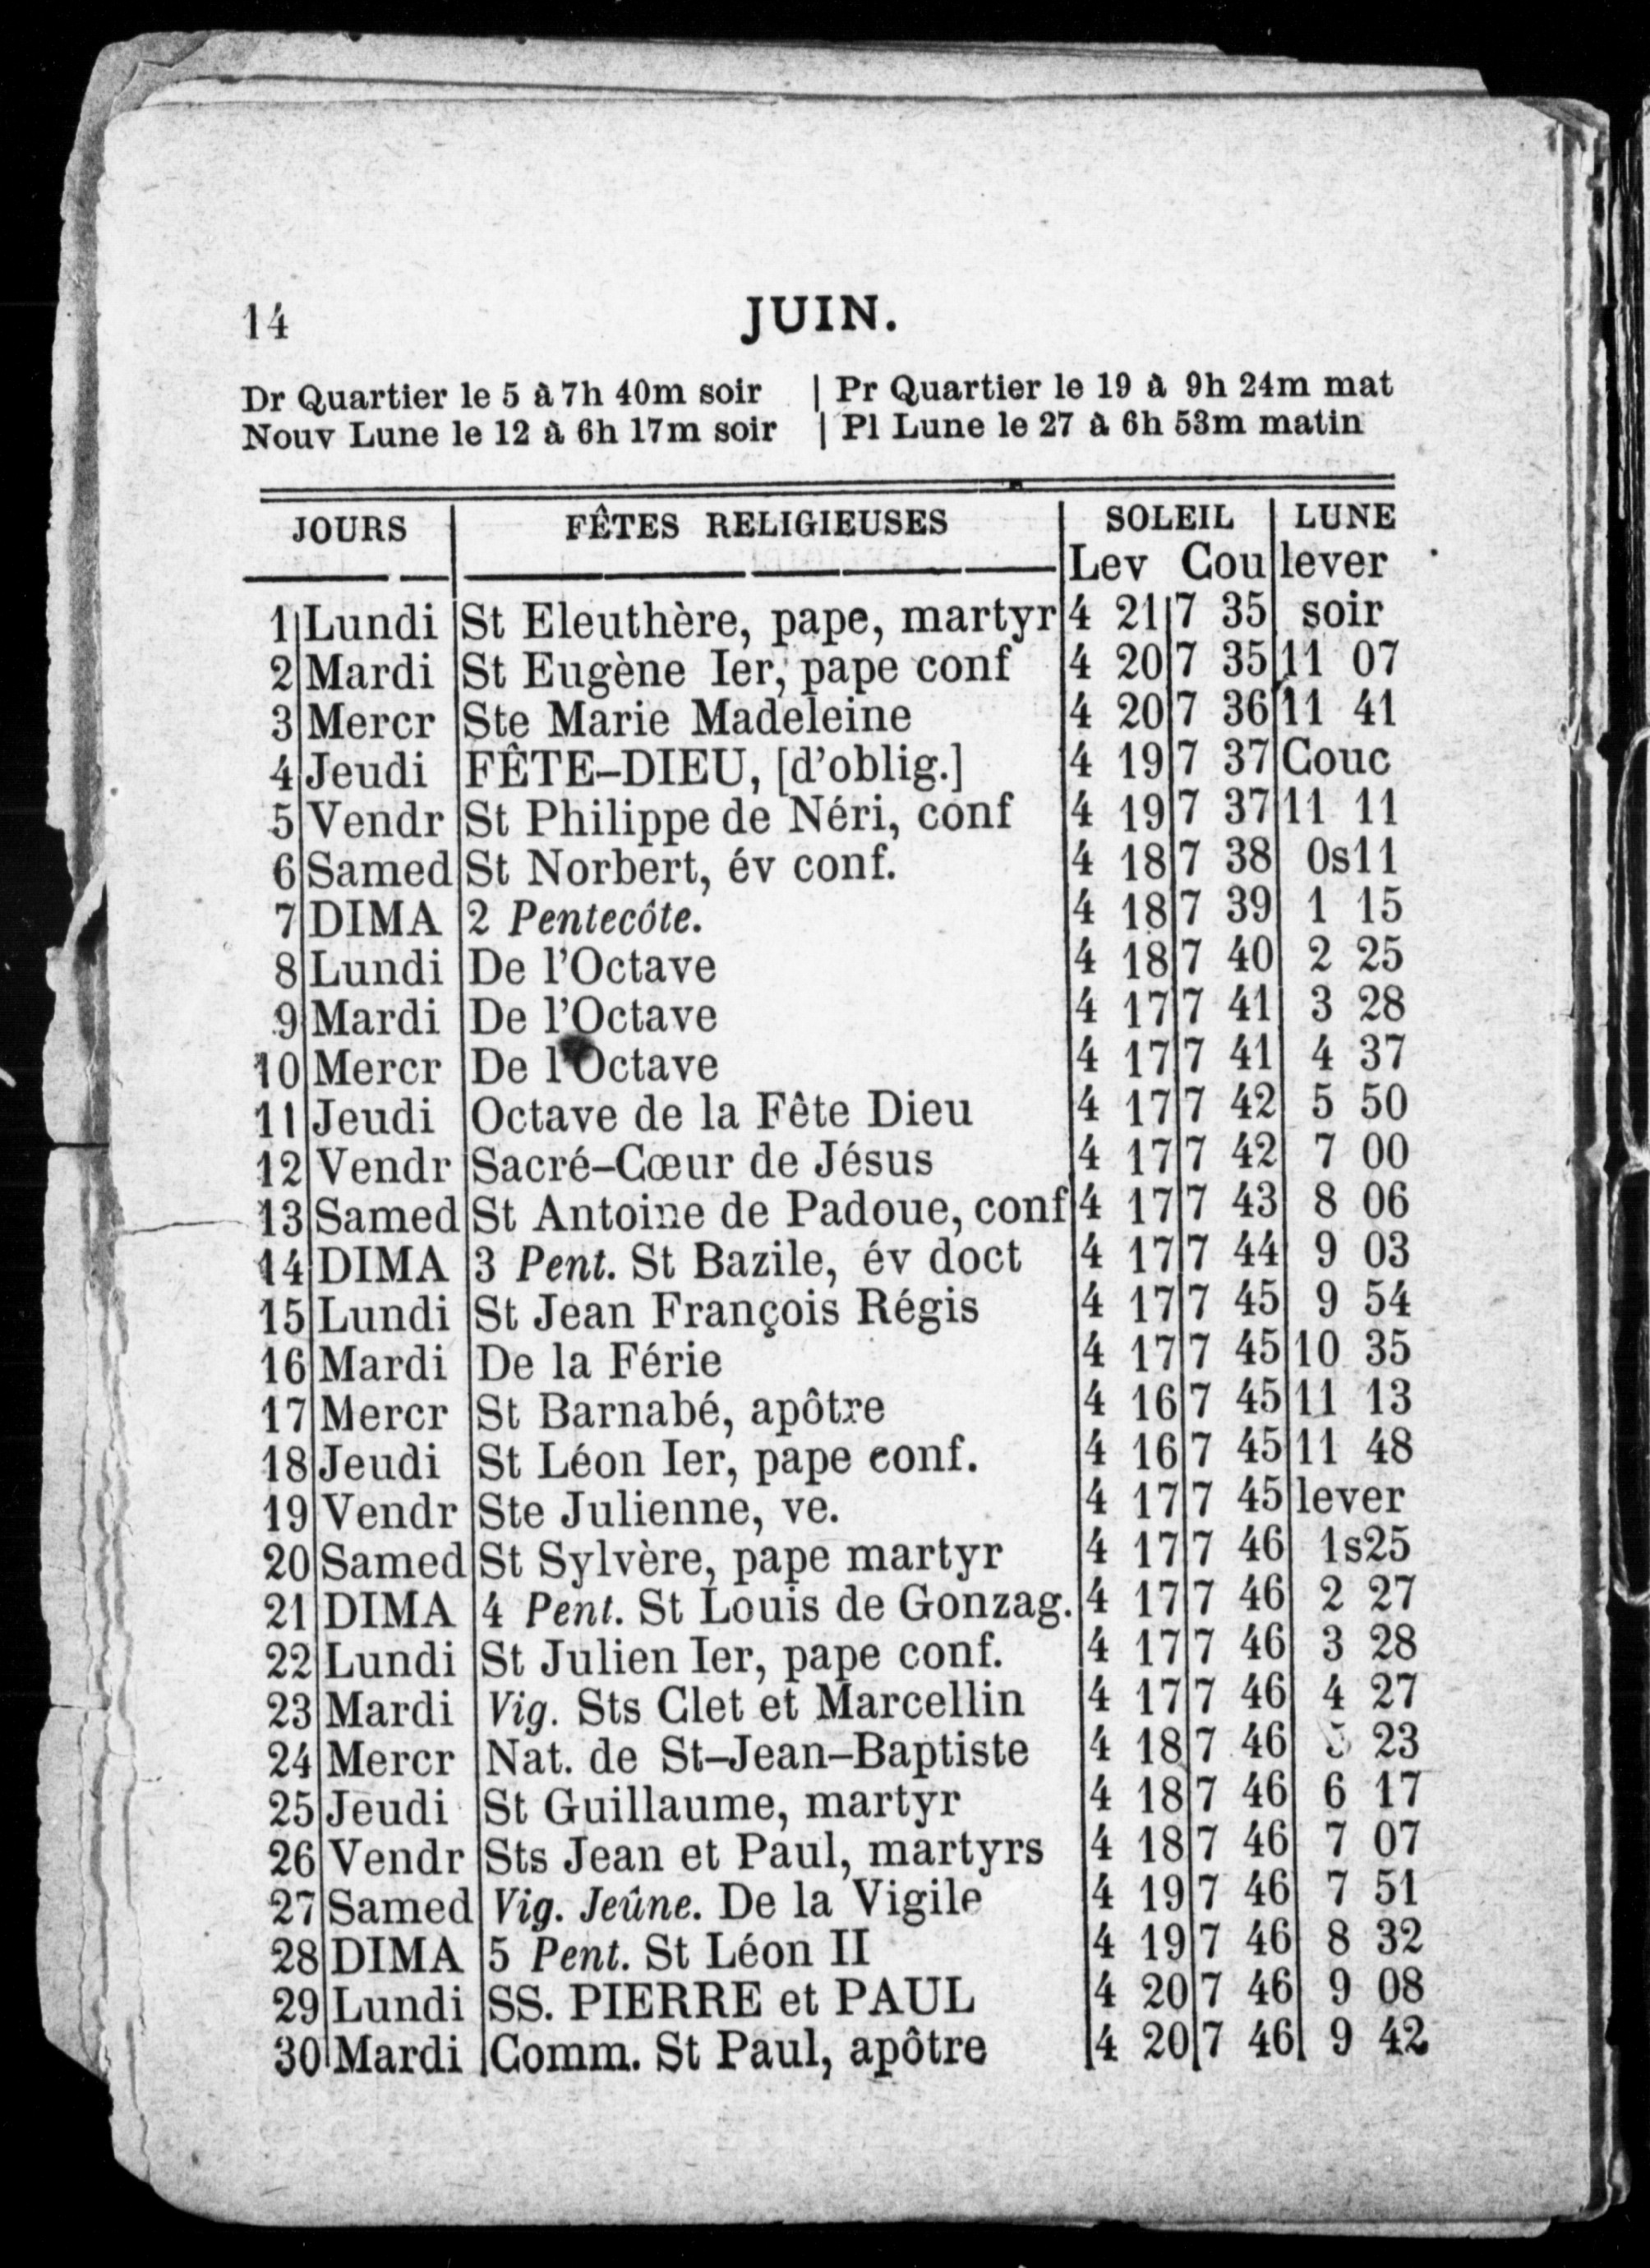 14
JUIN.
Dr Quartier le 5 à 7h 40m soir | Pr Quartier le 19 à 9h 24m mat
Nouv Lune le 12 à 6h 17m soir | Pl Lune le 27 à 6h 53m matin
JOURS FÊTES RELIGIEUSES SOLEIL LUNE
Lev Cou lever
1 Lundi St Eleuthère, pape, martyr 4 21 7 35 soir
2 Mardi St Eugène Ier, pape conf 4 20 7 35 11 07
3 Mercr Ste Marie Madeleine 4 20 7 36 11 41
4 Jeudi FÊTE-DIEU, [d'oblig.] 4 19 7 37 Couc
5 Vendr St Philippe de Néri, conf 4 19 7 37 11 11
6 Samed St Norbert, év conf. 4 18 7 38 0s11
7 DIMA 2 Pentecôte. 4 18 7 39 1 15
8 Lundi De l'Octave 4 18 7 40 2 25
9 Mardi De l'Octave 4 17 7 41 3 28
10 Mercr De l'Octave 4 17 7 41 4 37
11 Jeudi Octave de la Fête Dieu 4 17 7 42 5 50
12 Vendr Sacré-Cœur de Jésus 4 17 7 42 7 00
13 Samed St Antoine de Padoue, conf 4 17 7 43 8 06
14 DIMA 3 Pent. St Bazile, év doct 4 17 7 44 9 03
15 Lundi St Jean François Régis 4 17 7 45 9 54
16 Mardi De la Férie 4 17 7 45 10 35
17 Mercr St Barnabé, apôtre 4 16 7 45 11 13
18 Jeudi St Léon Ier, pape conf. 4 16 7 45 11 48
19 Vendr Ste Julienne, ve. 4 17 7 45 lever
20 Samed St Sylvère, pape martyr 4 17 7 46 1s25
21 DIMA 4 Pent. St Louis de Gonzag. 4 17 7 46 2 27
22 Lundi St Julien Ier, pape conf. 4 17 7 46 3 28
23 Mardi Vig. Sts Clet et Marcellin 4 17 7 46 4 27
24 Mercr Nat. de St-Jean-Baptiste 4 18 7 46 5 23
25 Jeudi St Guillaume, martyr 4 18 7 46 6 17
26 Vendr Sts Jean et Paul, martyrs 4 18 7 46 7 07
27 Samed Vig. Jeûne. De la Vigile 4 19 7 46 7 51
28 DIMA 5 Pent. St Léon II 4 19 7 46 8 32
29 Lundi SS. PIERRE et PAUL 4 20 7 46 9 08
30 Mardi Comm. St Paul, apôtre 4 20 7 46 9 42